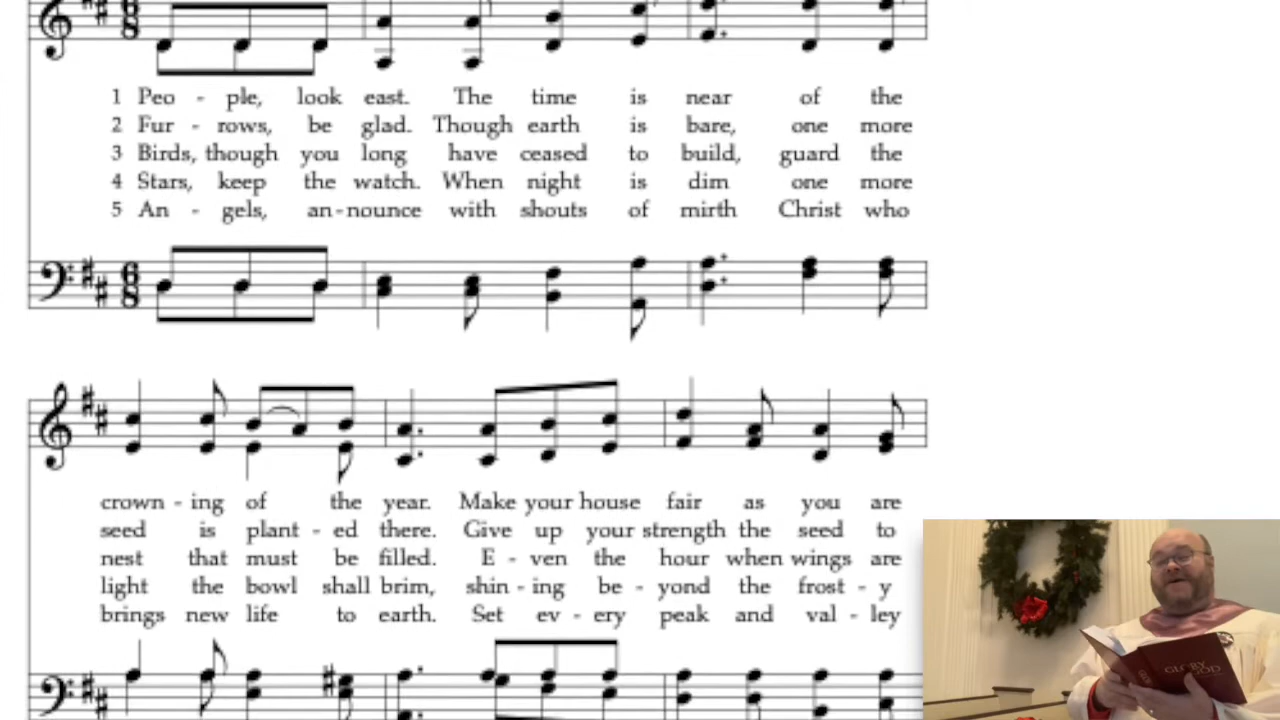 1 Peo - ple, look east. The time is near of the
2 Fur - rows, be glad. Though earth is bare, one more
3 Birds, though you long have ceased to build, guard the
4 Stars, keep the watch. When night is dim one more
5 An - gels, an - nounce with shouts of mirth Christ who
crown - ing of the year. Make your house fair as you are
seed is plant - ed there. Give up your strength the seed to
nest that must be filled. E - ven the hour when wings are
light the bowl shall brim, shin - ing be - yond the frost - y
brings new life to earth. Set ev - ery peak and val - ley
GLORY
GOD